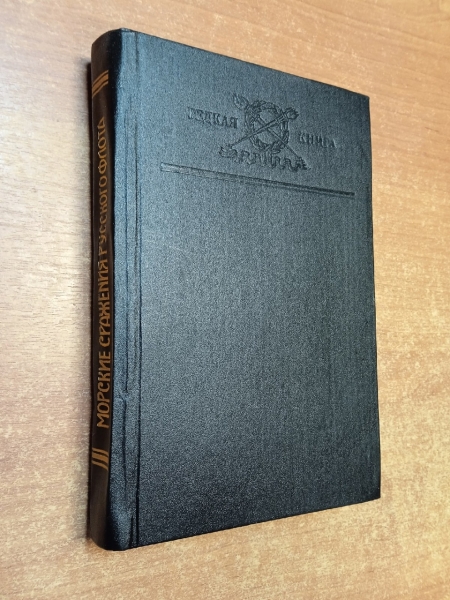 РЕДКАЯ КНИГА
МОРСКИЕ СРАЖЕНИЯ РУССКОГО ФЛОТА